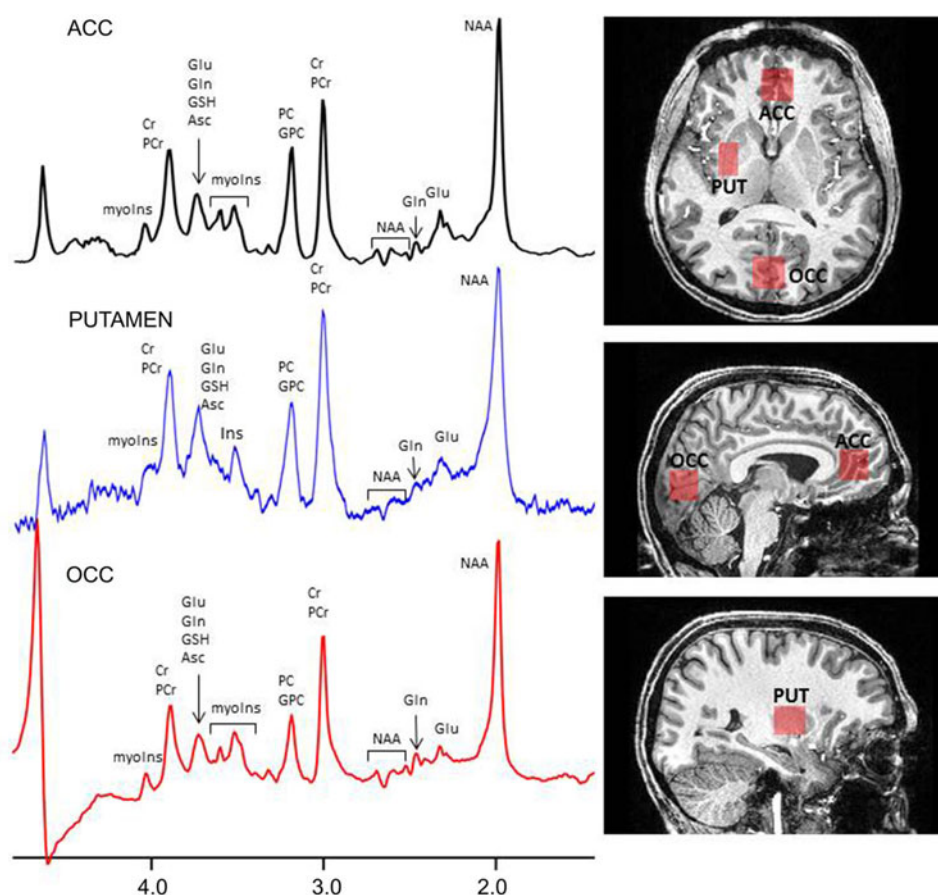 ACC
NAA
Glu
Gln
GSH
Asc
Cr
PCr
Cr
PCr
PC
GPC
myoIns
myoIns
NAA
Gln
Glu
PUTAMEN
Cr
PCr
NAA
Glu
Gln
GSH
Asc
Cr
PCr
PC
GPC
myoIns
Ins
NAA
Gln
Glu
OCC
NAA
Cr
PCr
Glu
Gln
GSH
Asc
Cr
PCr
PC
GPC
myoIns
myoIns
NAA
Gln
Glu
4.0 3.0 2.0
ACC
PUT
OCC
ACC
OCC
PUT